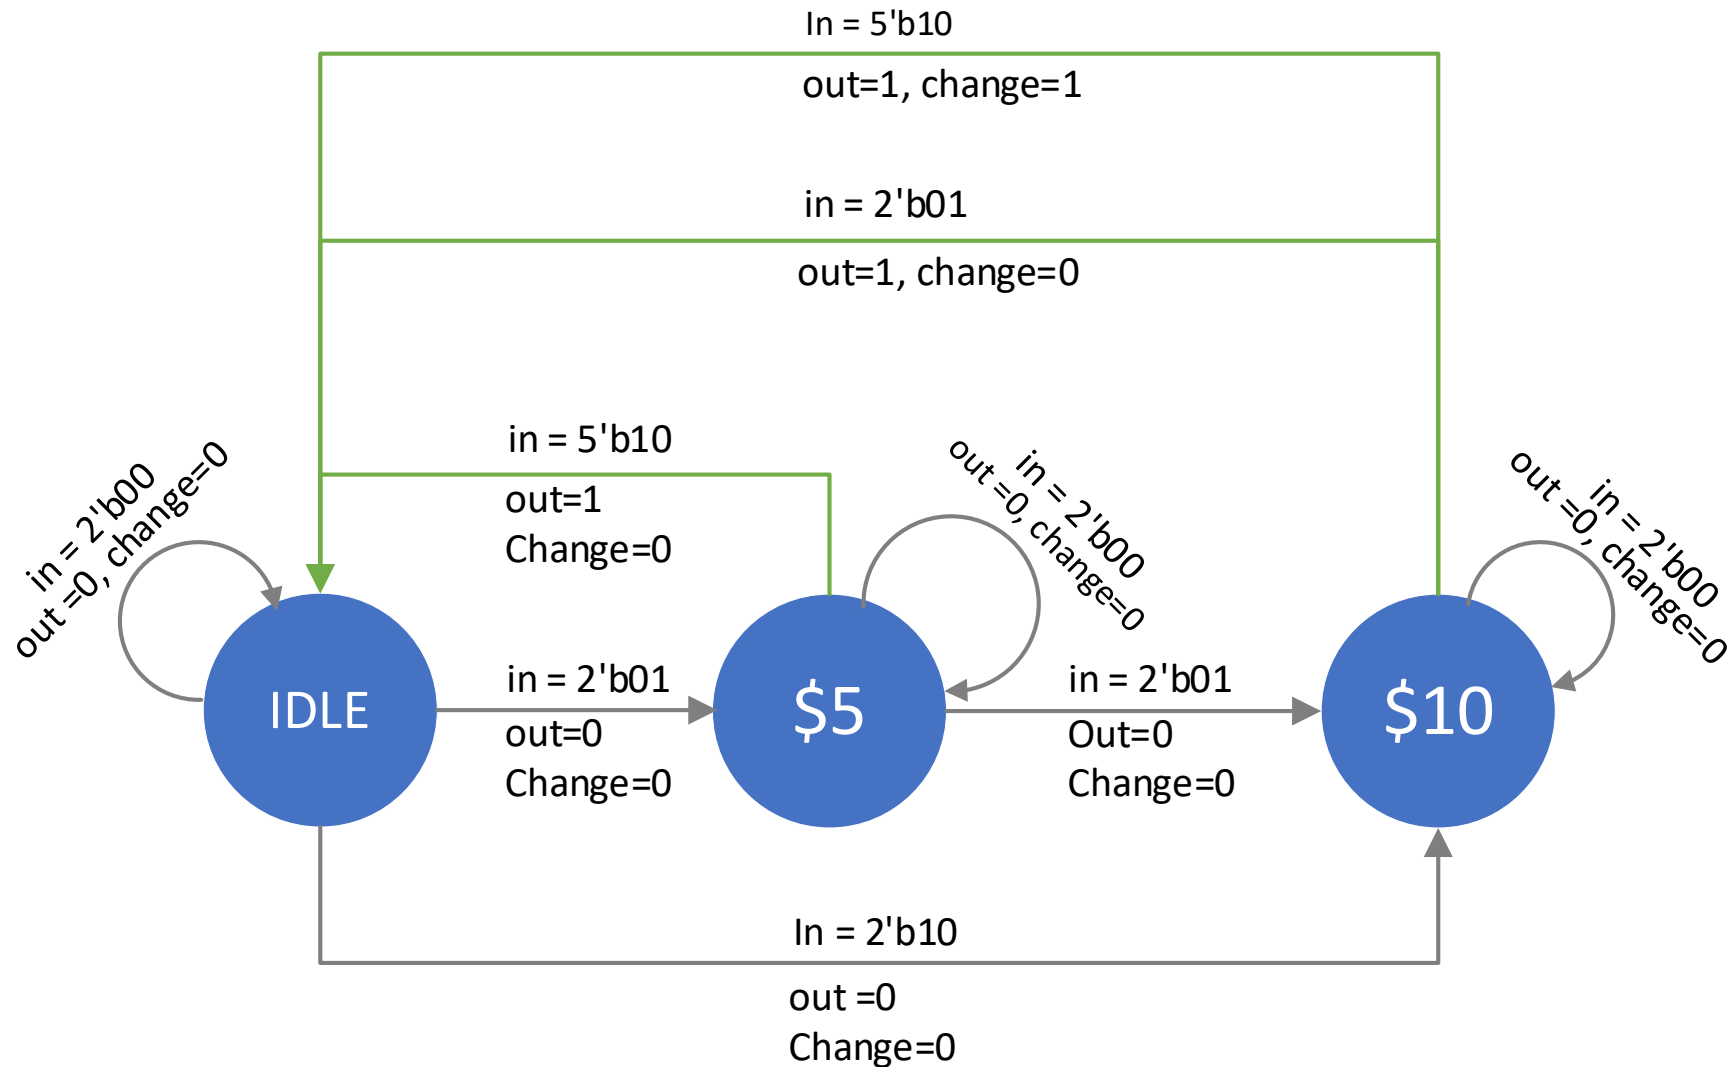 In = 5'b10
out=1, change=1
in = 2'b01
out=1, change=0
in = 5'b10
out=1
Change=0
in = 2'b00
out =0, change=0
in = 2'b00
out =0, change=0
in = 2'b00
out =0, change=0
IDLE
in = 2'b01
out=0
Change=0
$5
in = 2'b01
Out=0
Change=0
$10
In = 2'b10
out =0
Change=0